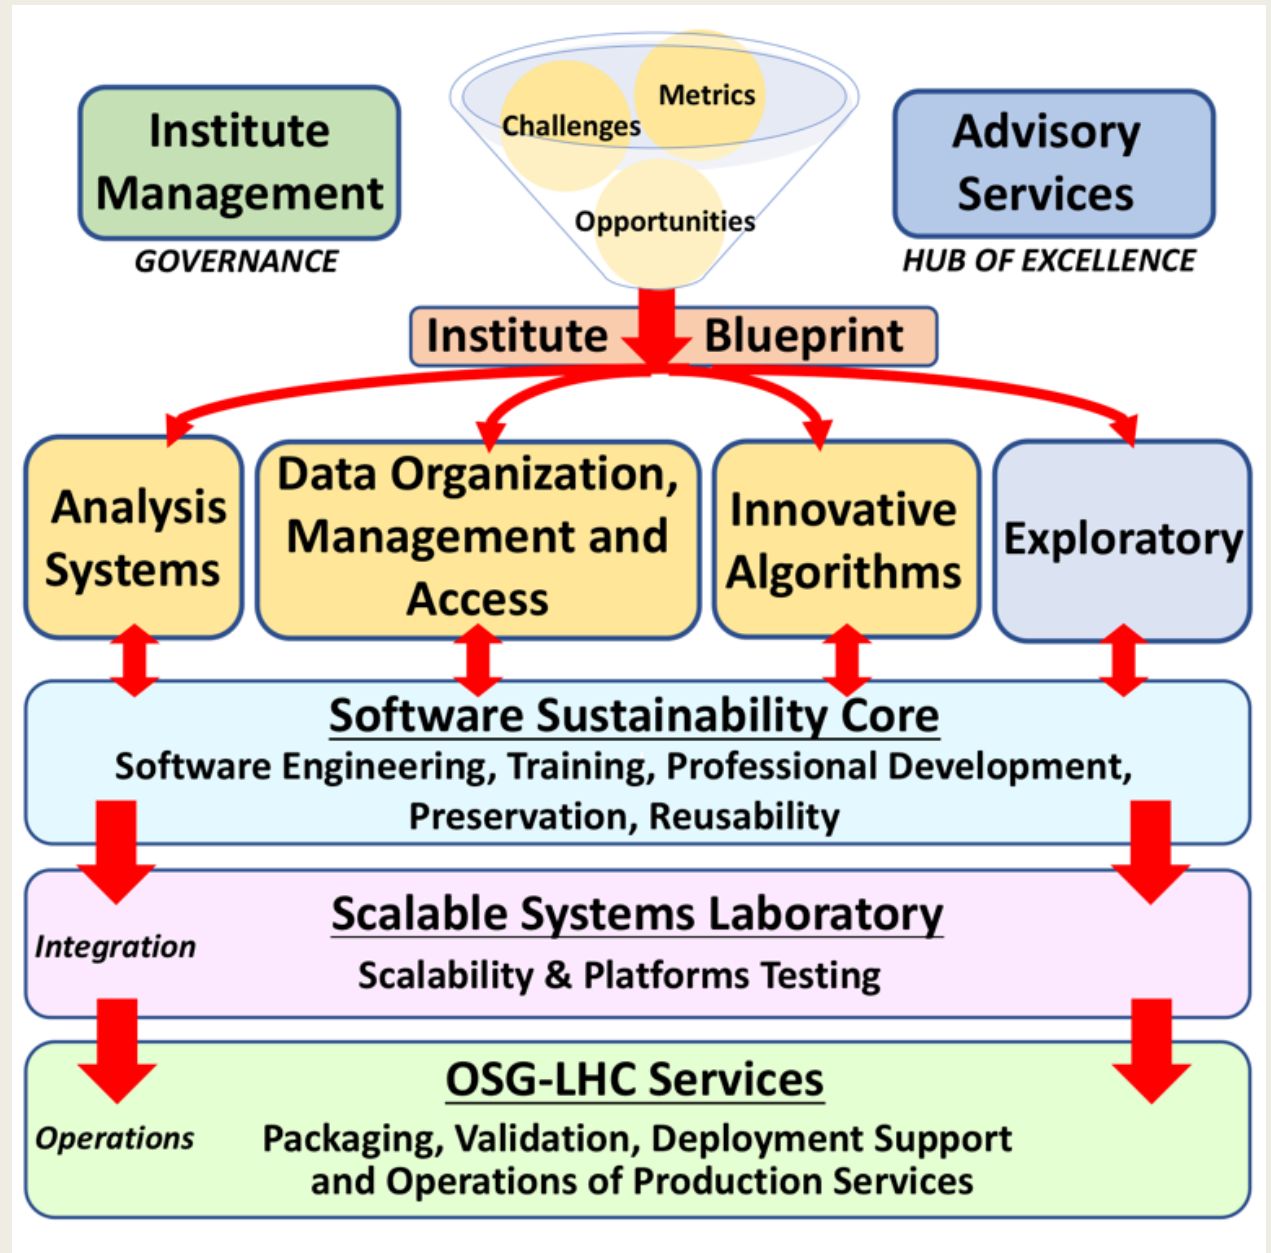 Institute
Management
GOVERNANCE
Challenges
Metrics
Opportunities
Advisory
Services
HUB OF EXCELLENCE
Institute Blueprint
Analysis
Systems
Data Organization,
Management and
Access
Innovative
Algorithms
Exploratory
Software Sustainability Core
Software Engineering, Training, Professional Development,
Preservation, Reusability
Scalable Systems Laboratory
Integration
Scalability & Platforms Testing
OSG-LHC Services
Operations
Packaging, Validation, Deployment Support
and Operations of Production Services